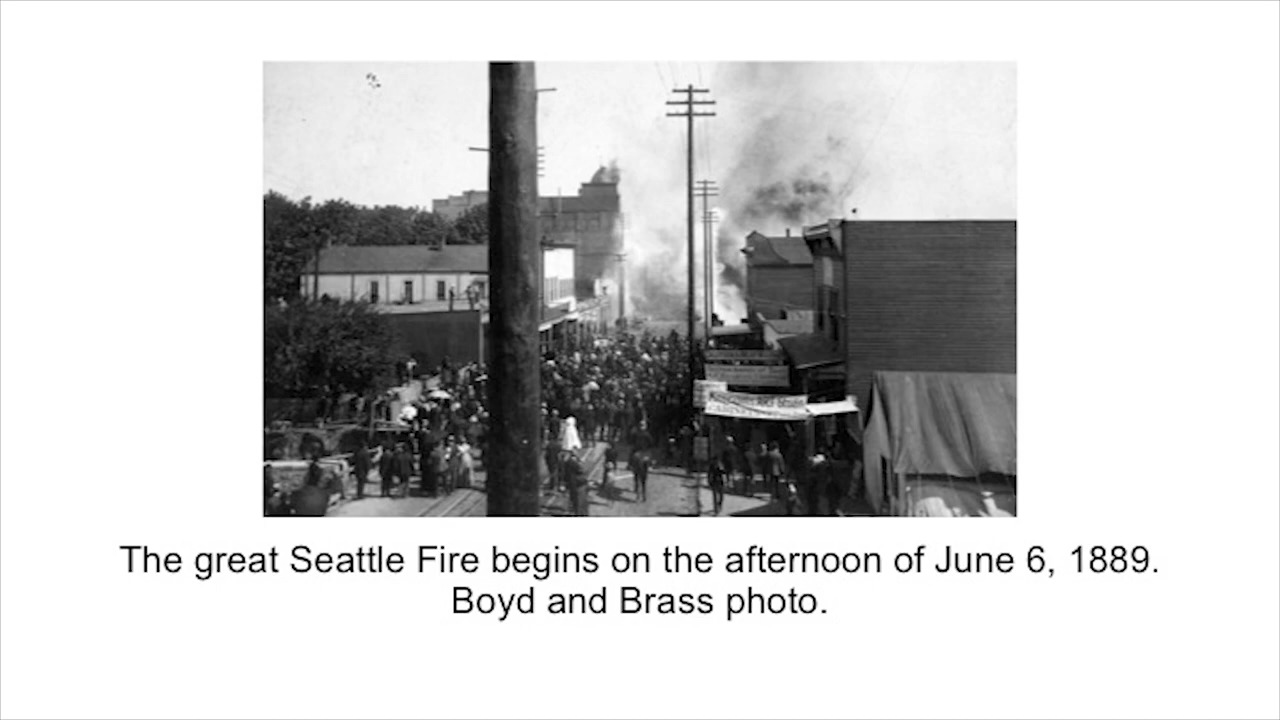 The great Seattle Fire begins on the afternoon of June 6, 1889.
Boyd and Brass photo.